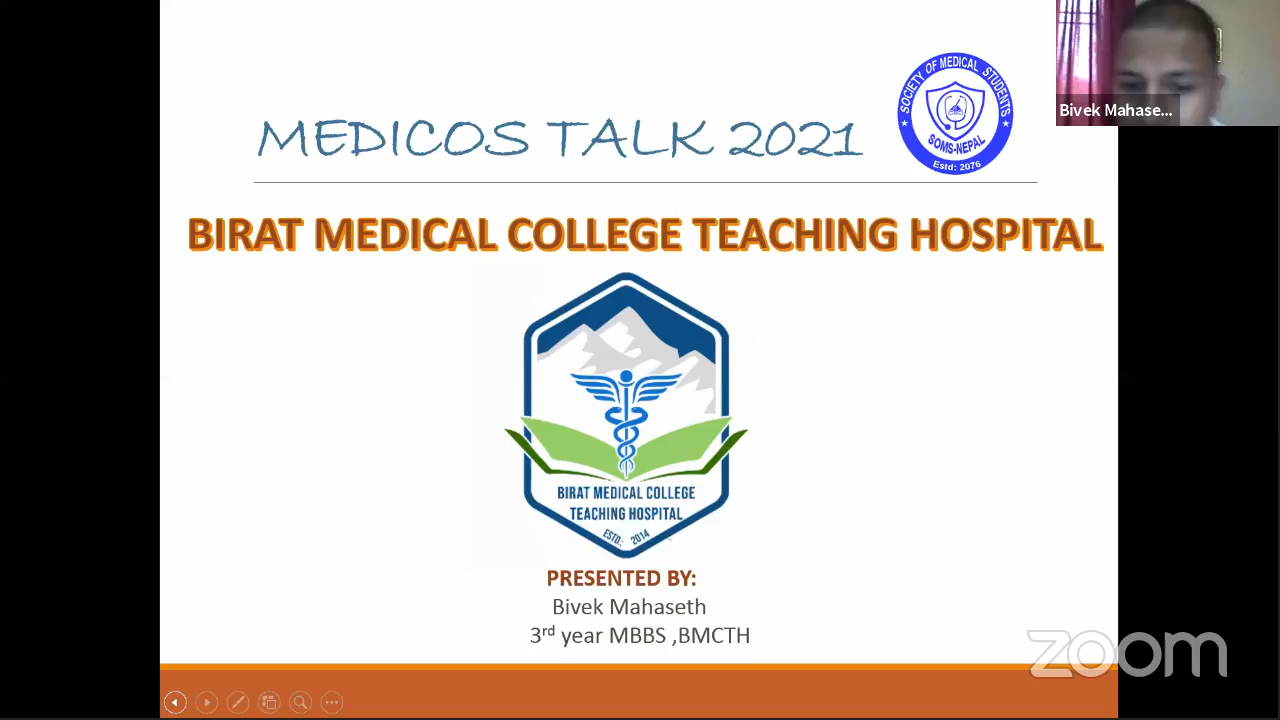 MEDICOS TALK 2021
SOCIETY OF MEDICAL STUDENTS
SOMS-NEPAL
Estd: 2076
Bivek Mahase...
BIRAT MEDICAL COLLEGE TEACHING HOSPITAL
BIRAT MEDICAL COLLEGE
TEACHING HOSPITAL
ESTD: 2014
PRESENTED BY:
Bivek Mahaseth
3rd year MBBS ,BMCTH
zoom